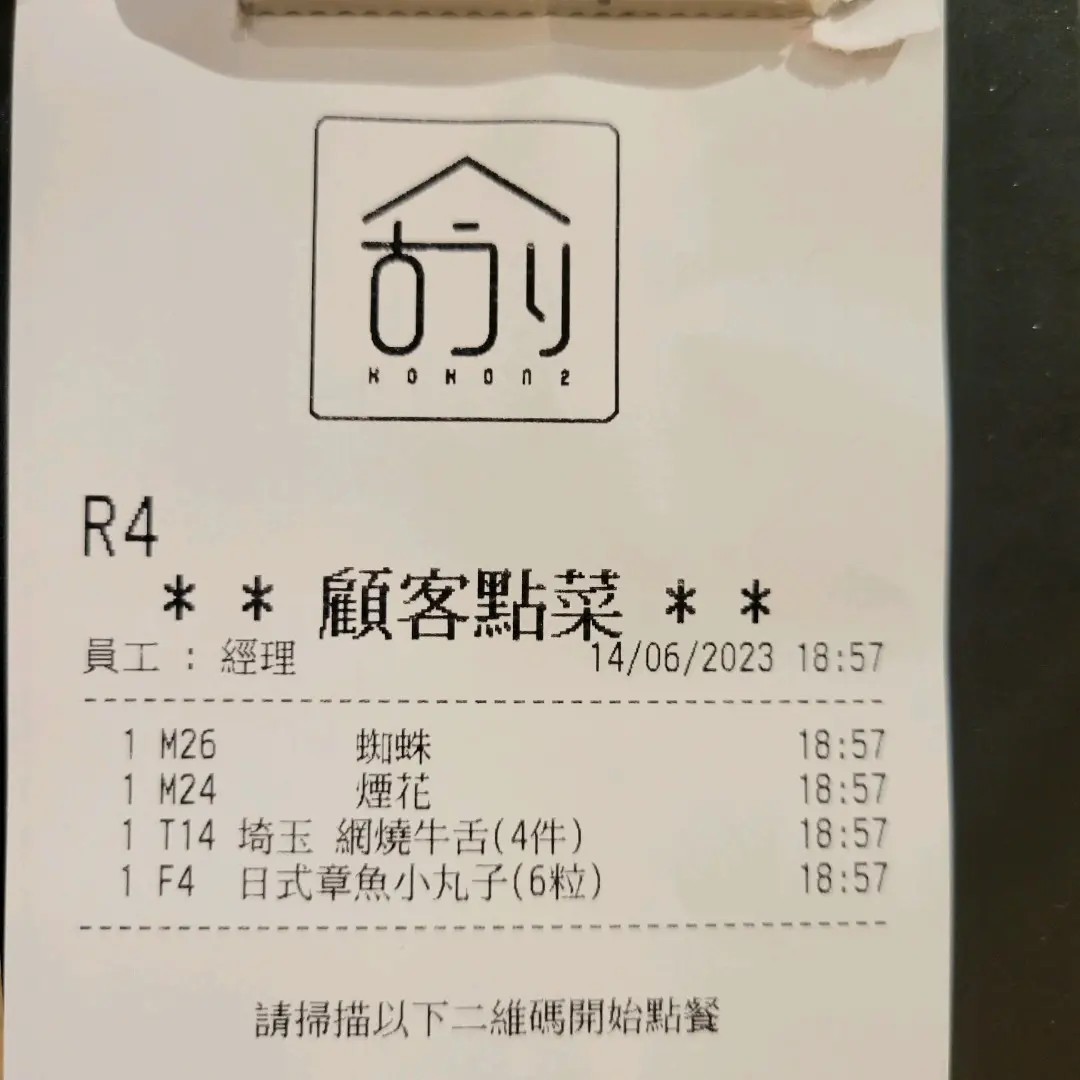 古うり
KOKON2
R4
** 顧客點菜 **
員工 : 經理 14/06/2023 18:57
1 M26 蜘蛛 18:57
1 M24 煙花 18:57
1 T14 埼玉 網燒牛舌(4件) 18:57
1 F4 日式章魚小丸子(6粒) 18:57
請掃描以下二維碼開始點餐